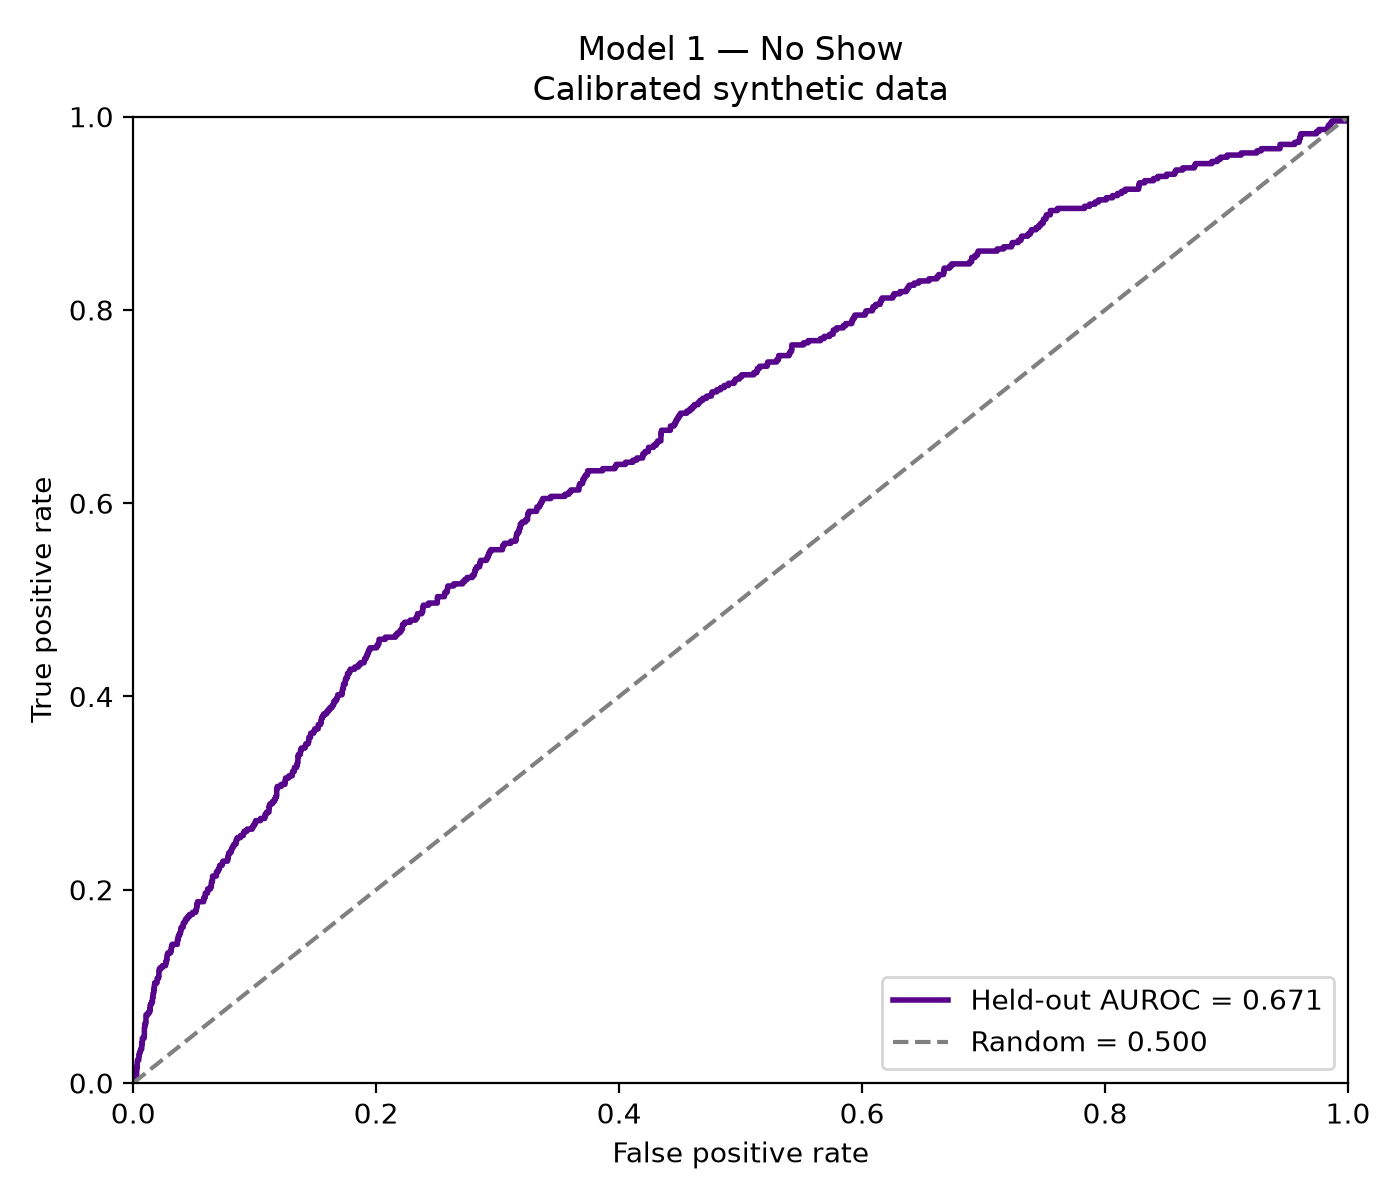 Model 1 — No Show
Calibrated synthetic data
1.0
0.8
0.6
0.4
0.2
0.0
True positive rate
0.0 0.2 0.4 0.6 0.8 1.0
False positive rate
Held-out AUROC = 0.671
Random = 0.500